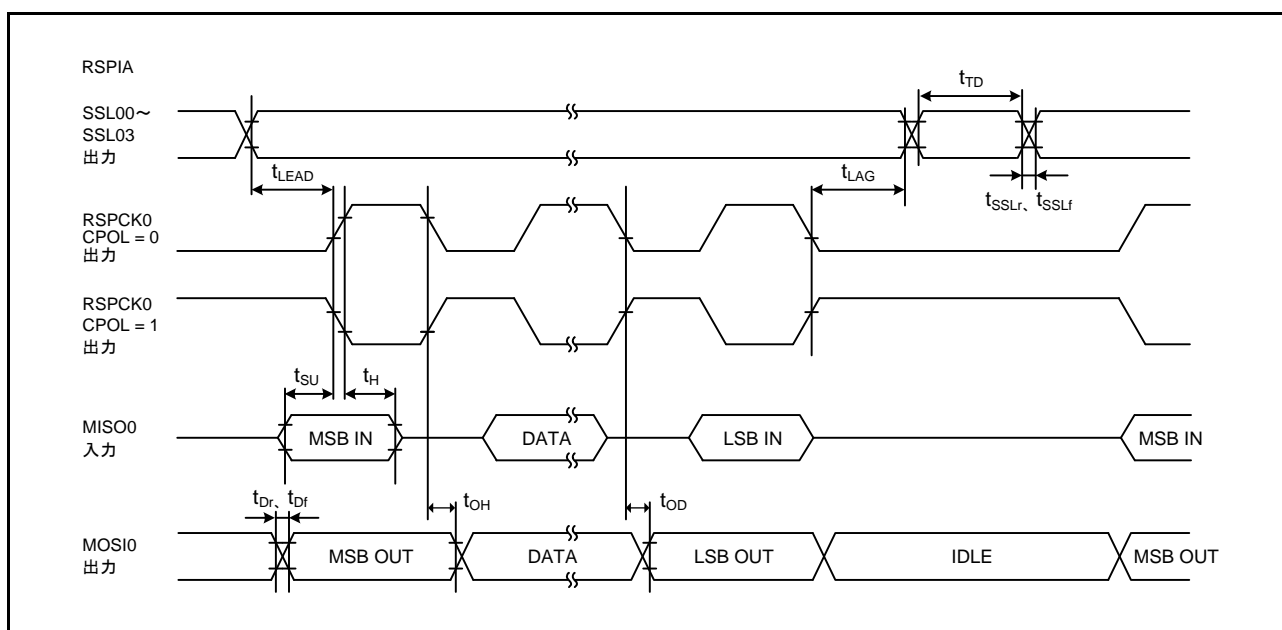 RSPIA
SSL00～
SSL03
出力
tTD
tLEAD
tLAG
tSSLr、tSSLf
RSPCK0
CPOL = 0
出力
RSPCK0
CPOL = 1
出力
tSU
tH
MISO0
入力
MSB IN
DATA
LSB IN
MSB IN
tDr、tDf
tOH
tOD
MOSI0
出力
MSB OUT
DATA
LSB OUT
IDLE
MSB OUT